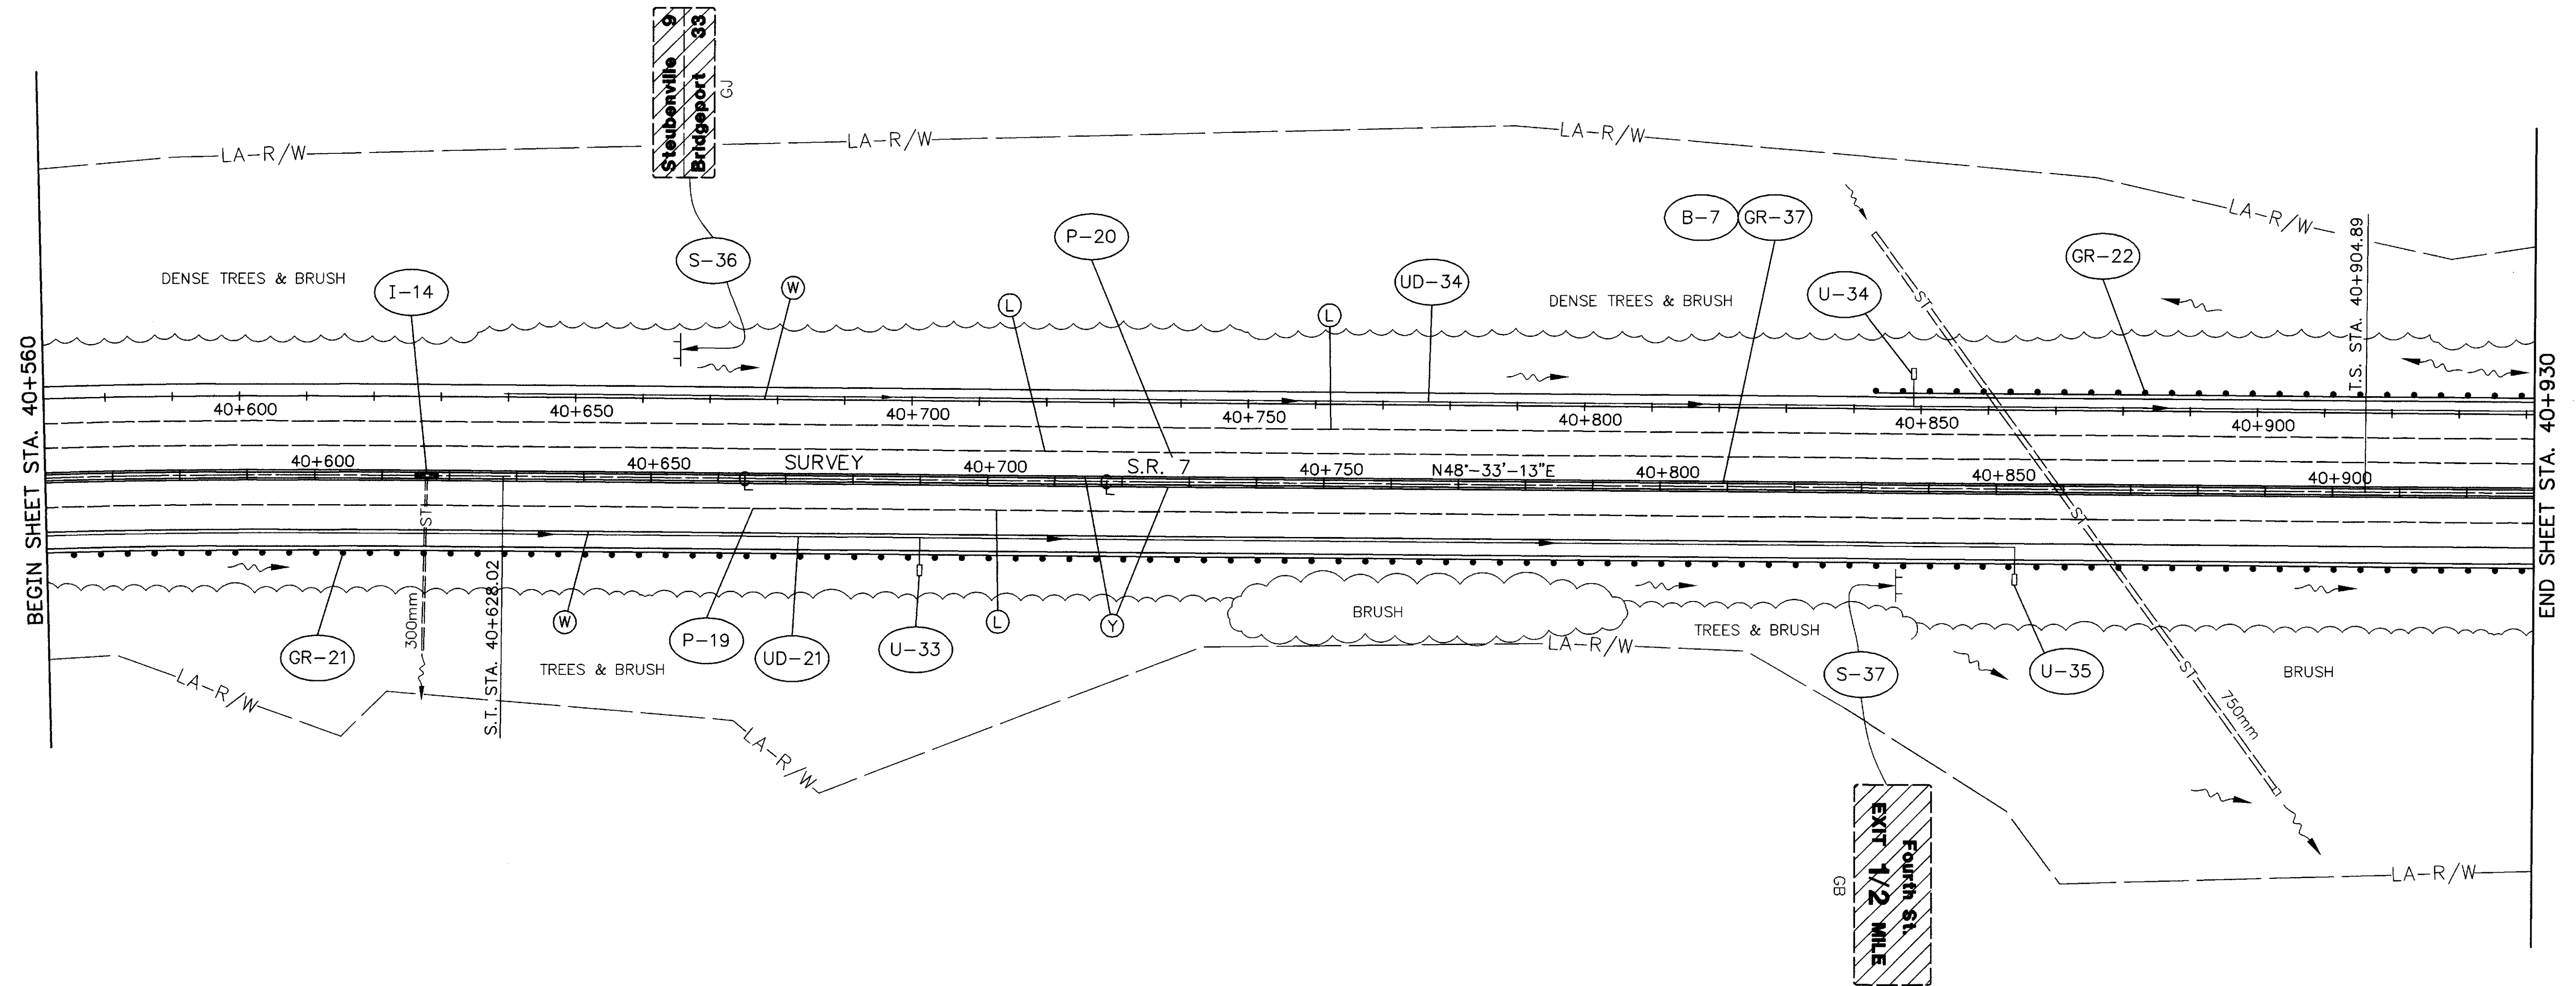 Steubenville 9
Bridgeport 33
GJ
LA-R/W
LA-R/W
LA-R/W
LA-R/W
B-7
GR-37
P-20
S-36
GR-22
T.S. STA. 40+904.89
DENSE TREES & BRUSH
I-14
W
L
L
UD-34
DENSE TREES & BRUSH
U-34
ST
BEGIN SHEET STA. 40+560
END SHEET STA. 40+930
40+600
40+650
40+700
40+750
40+800
40+850
40+900
40+600
40+650
SURVEY
40+700
S.R. 7
40+750
N48°-33'-13"E
40+800
40+850
40+900
℄
℄
ST
ST
300mm
S.T. STA. 40+628.02
GR-21
W
P-19
UD-21
U-33
L
Y
BRUSH
TREES & BRUSH
TREES & BRUSH
S-37
U-35
BRUSH
ST
750mm
LA-R/W
LA-R/W
LA-R/W
LA-R/W
Fourth St.
EXIT 1/2 MILE
GB